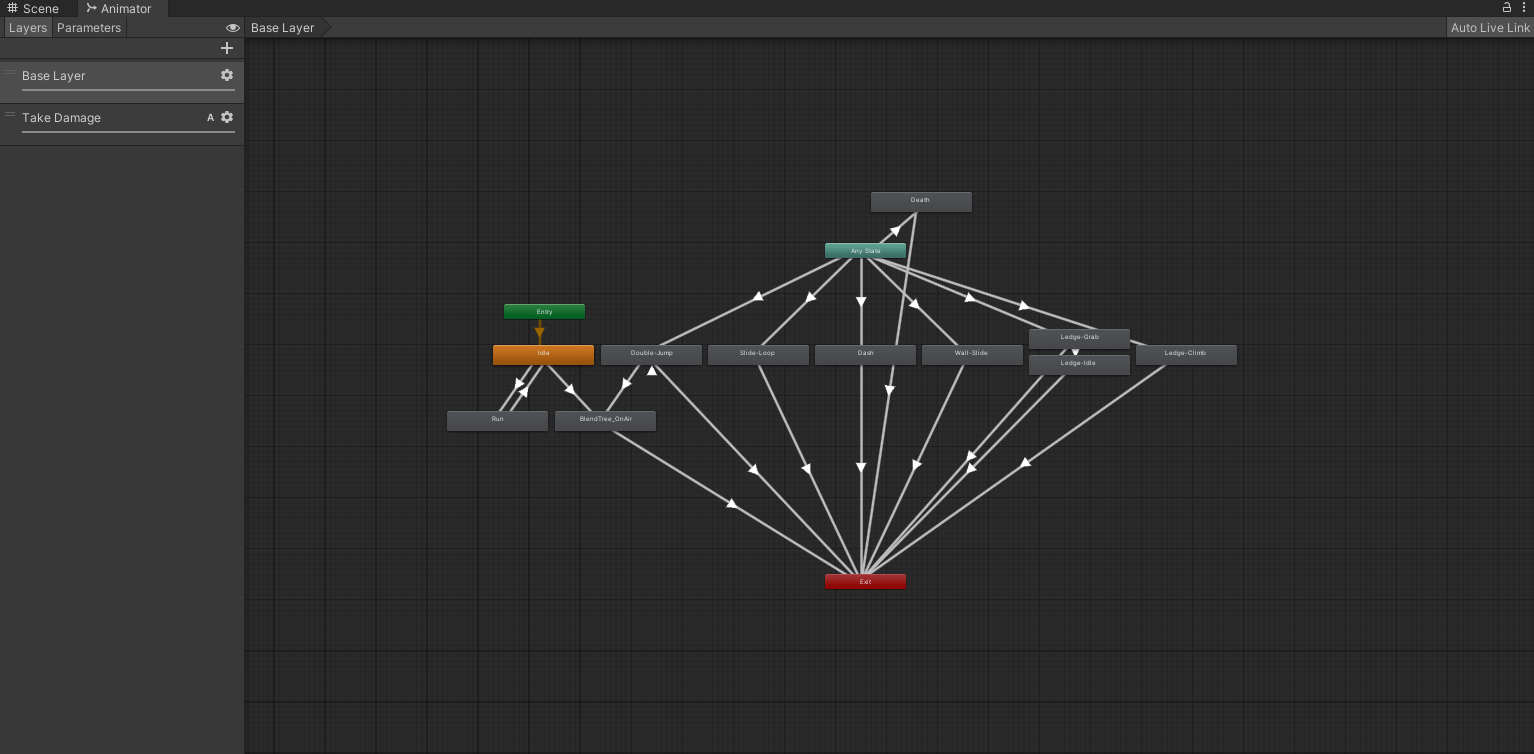 Scene
Animator
Layers
Parameters
Base Layer
Auto Live Link
Base Layer
Take Damage
A
Death
Any State
Entry
Idle
Double-Jump
Slide-Loop
Dash
Wall-Slide
Ledge-Grab
Ledge-Idle
Ledge-Climb
Run
BlendTree_OnAir
Exit